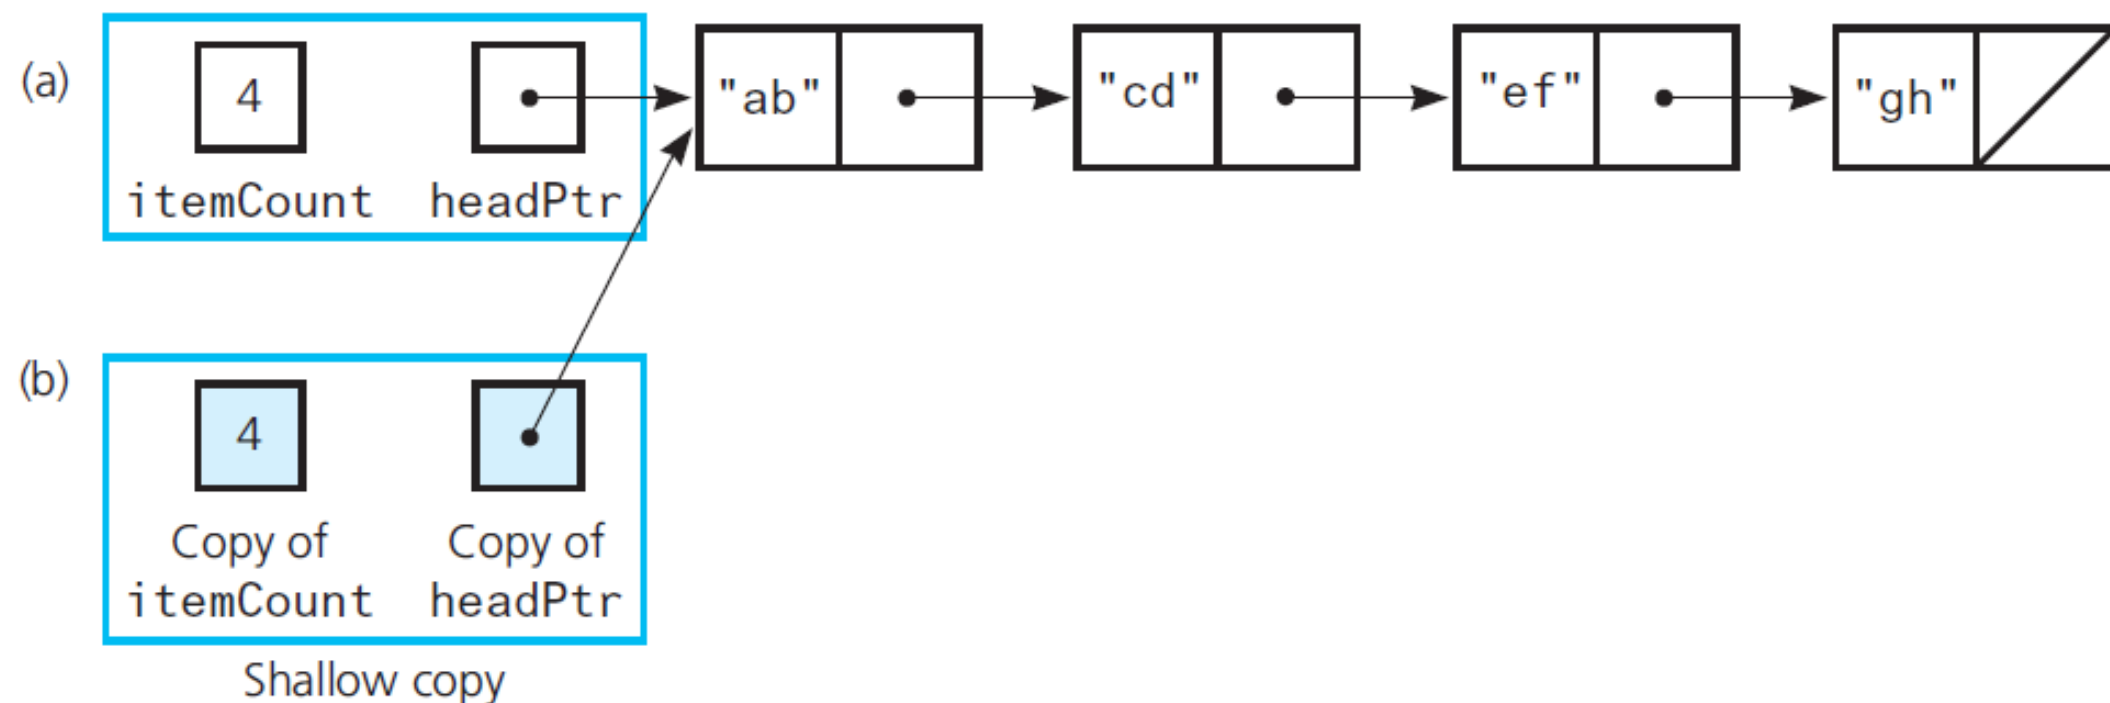 (a)
4
"ab"
"cd"
"ef"
"gh"
itemCount headPtr
(b)
4
Copy of Copy of
itemCount headPtr
Shallow copy